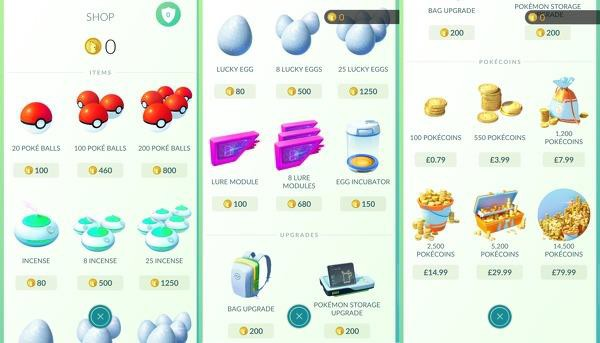 SHOP
0
0
ITEMS
20 POKÉ BALLS
100 POKÉ BALLS
200 POKÉ BALLS
100
460
800
INCENSE
8 INCENSE
25 INCENSE
80
500
1250
0
LUCKY EGG
8 LUCKY EGGS
25 LUCKY EGGS
80
500
1250
LURE MODULE
8 LURE
MODULES
EGG INCUBATOR
100
680
150
UPGRADES
BAG UPGRADE
POKÉMON STORAGE
UPGRADE
200
200
0
BAG UPGRADE
POKÉMON STORAGE
UPGRADE
200
200
POKÉCOINS
100 POKÉCOINS
550 POKÉCOINS
1,200
POKÉCOINS
£0.79
£3.99
£7.99
2,500
POKÉCOINS
5,200
POKÉCOINS
14,500
POKÉCOINS
£14.99
£29.99
£79.99